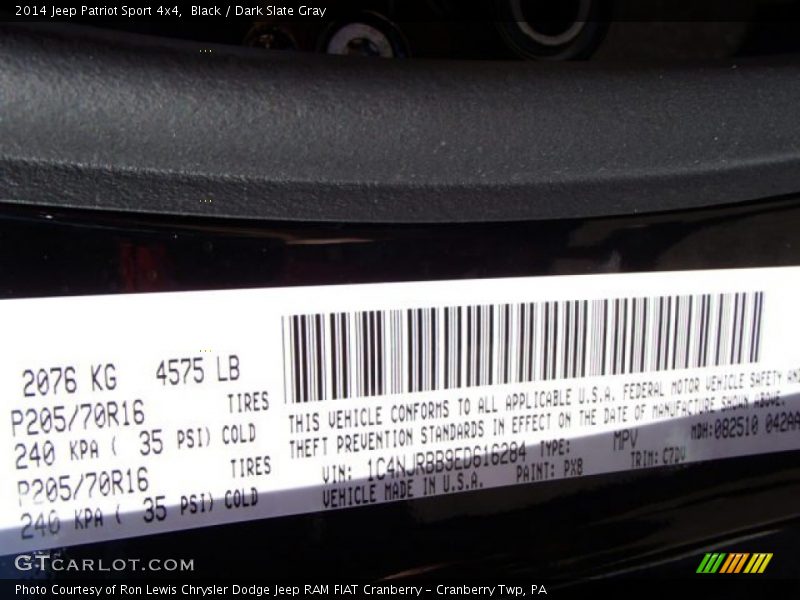 2014 Jeep Patriot Sport 4x4, Black / Dark Slate Gray
2076 KG 4575 LB
P205/70R16 TIRES
240 KPA ( 35 PSI) COLD
P205/70R16 TIRES
240 KPA ( 35 PSI) COLD
THIS VEHICLE CONFORMS TO ALL APPLICABLE U.S.A. FEDERAL MOTOR VEHICLE SAFETY AND
THEFT PREVENTION STANDARDS IN EFFECT ON THE DATE OF MANUFACTURE SHOWN ABOVE.
VIN: 1C4NJRBB9ED616284 TYPE: MPV MDH:082510 042AA
VEHICLE MADE IN U.S.A. PAINT: PX8 TRIM: C7DV
GTCARLOT.COM
Photo Courtesy of Ron Lewis Chrysler Dodge Jeep RAM FIAT Cranberry – Cranberry Twp, PA